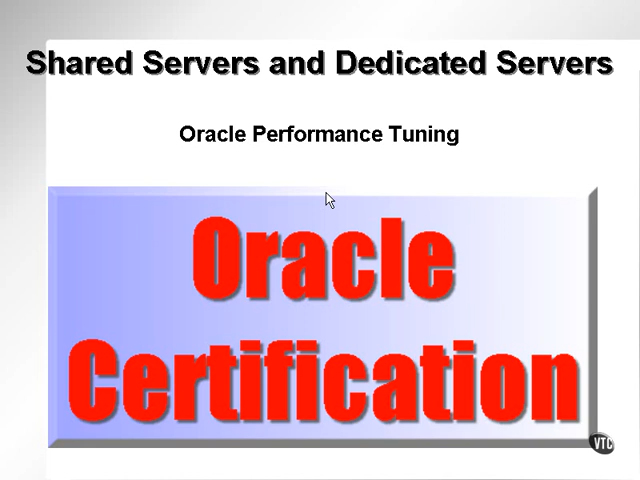 Shared Servers and Dedicated Servers
Oracle Performance Tuning
Oracle
Certification
VTC